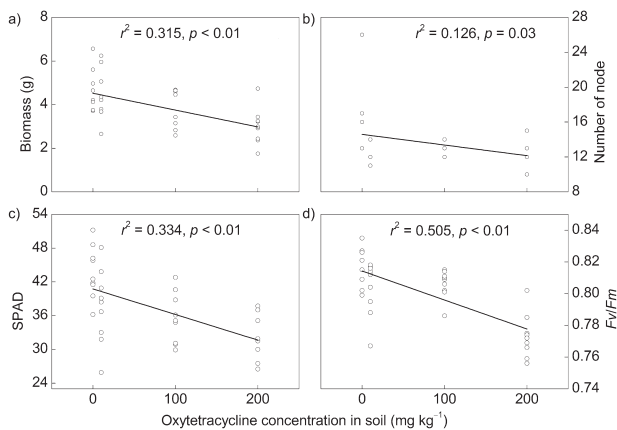 a)
r² = 0.315, p < 0.01
8
6
4
2
0
Biomass (g)
b)
r² = 0.126, p = 0.03
28
24
20
16
12
8
Number of node
c)
r² = 0.334, p < 0.01
54
48
42
36
30
24
SPAD
0
100
200
d)
r² = 0.505, p < 0.01
0.84
0.82
0.80
0.78
0.76
0.74
Fv/Fm
0
100
200
Oxytetracycline concentration in soil (mg kg⁻¹)